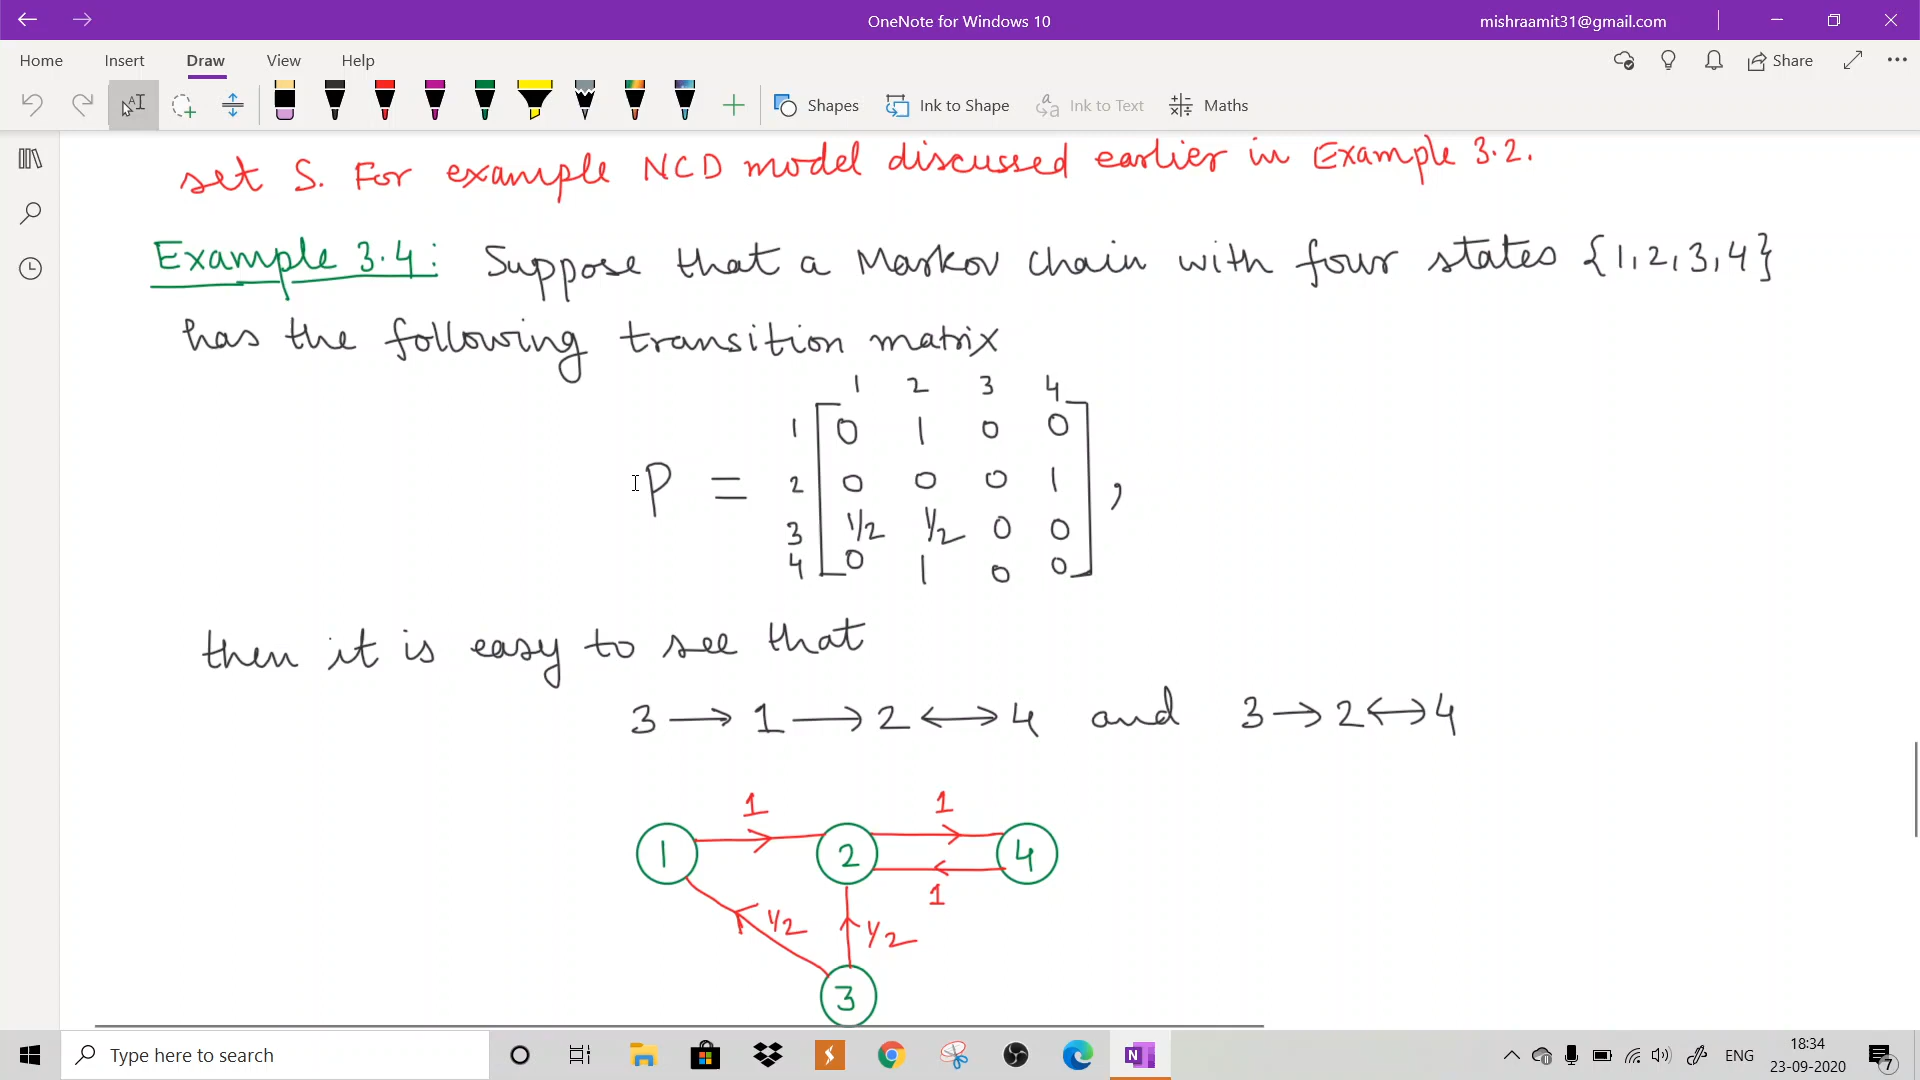 OneNote for Windows 10
mishraamit31@gmail.com
Home Insert Draw View Help
Share
Shapes Ink to Shape Ink to Text Maths
set S. For example NCD model discussed earlier in Example 3.2.
Example 3.4: Suppose that a Markov chain with four states {1,2,3,4}
has the following transition matrix
1 2 3 4
1 0 1 0 0
P = 2 0 0 0 1 ,
3 1/2 1/2 0 0
4 0 1 0 0
then it is easy to see that
3 → 1 → 2 ↔ 4 and 3 → 2 ↔ 4
1 1
1 2 4
1
1/2 1/2
3
Type here to search
N
ENG
18:34
23-09-2020
7